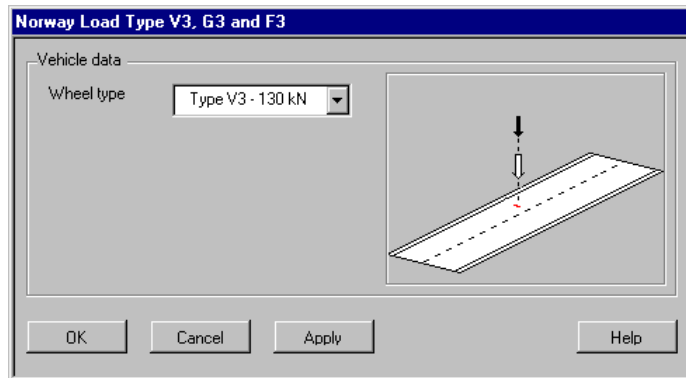 Norway Load Type V3, G3 and F3
Vehicle data
Wheel type
Type V3 - 130 kN
OK
Cancel
Apply
Help